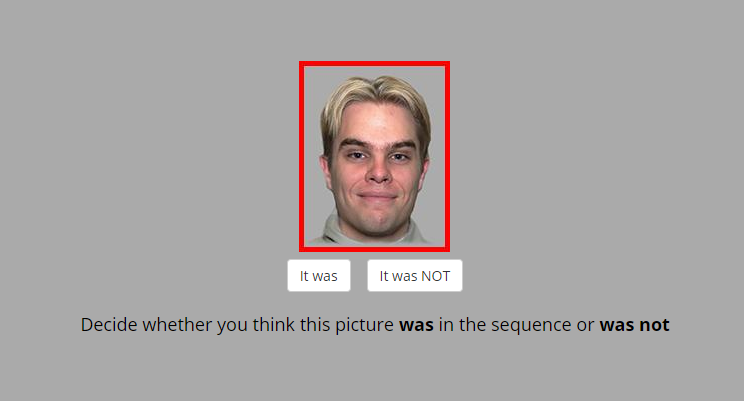 It was
It was NOT
Decide whether you think this picture was in the sequence or was not